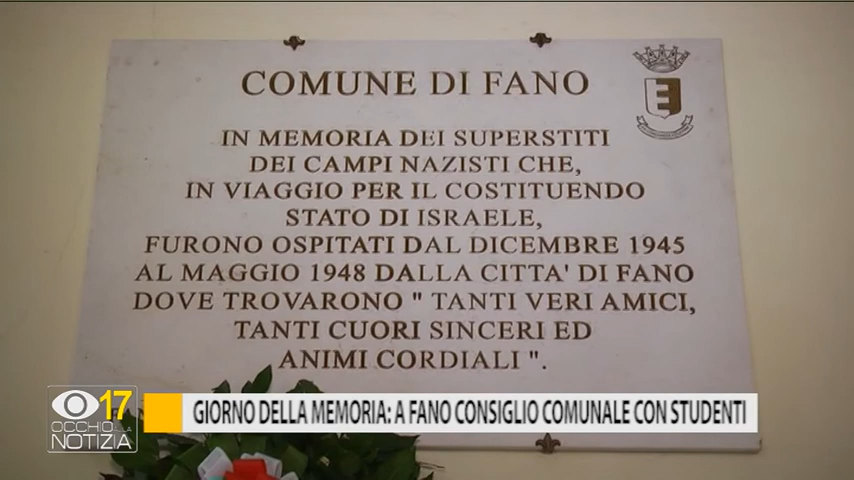 COMUNE DI FANO
IN MEMORIA DEI SUPERSTITI
DEI CAMPI NAZISTI CHE,
IN VIAGGIO PER IL COSTITUENDO
STATO DI ISRAELE,
FURONO OSPITATI DAL DICEMBRE 1945
AL MAGGIO 1948 DALLA CITTA' DI FANO
DOVE TROVARONO " TANTI VERI AMICI,
TANTI CUORI SINCERI ED
ANIMI CORDIALI ".
17
OCCHIO ALLA
NOTIZIA
GIORNO DELLA MEMORIA: A FANO CONSIGLIO COMUNALE CON STUDENTI